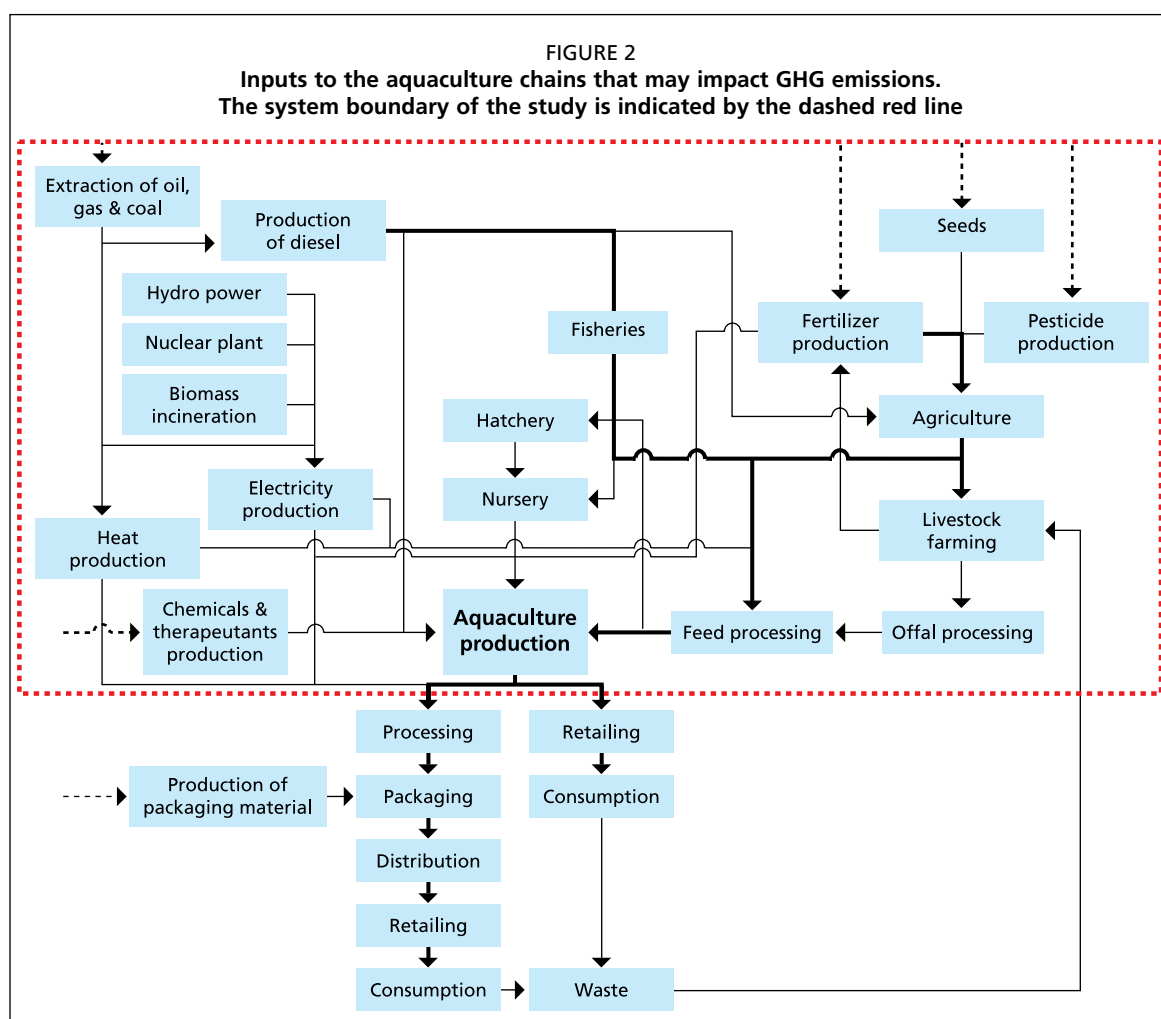 FIGURE 2
Inputs to the aquaculture chains that may impact GHG emissions.
The system boundary of the study is indicated by the dashed red line
Extraction of oil,
gas & coal
Production
of diesel
Seeds
Hydro power
Nuclear plant
Biomass
incineration
Fisheries
Fertilizer
production
Pesticide
production
Hatchery
Agriculture
Electricity
production
Nursery
Heat
production
Livestock
farming
Chemicals &
therapeutants
production
Aquaculture
production
Feed processing
Offal processing
Processing
Retailing
Production of
packaging material
Packaging
Consumption
Distribution
Retailing
Consumption
Waste